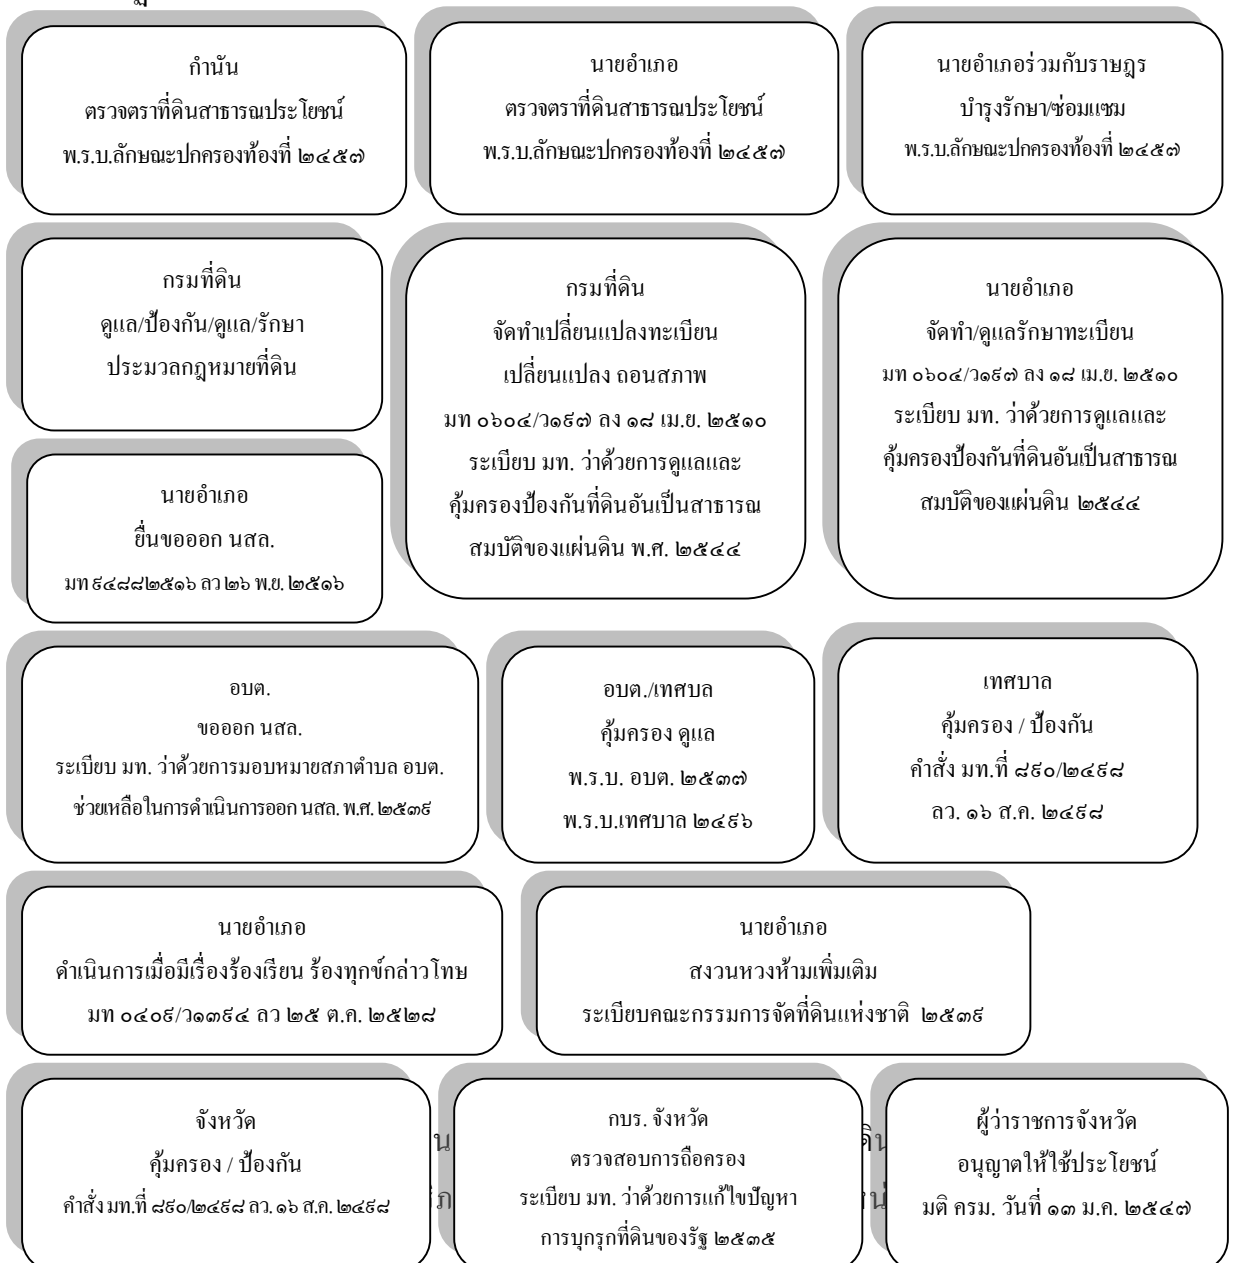 กำนัน
ตรวจตราที่ดินสาธารณประโยชน์
พ.ร.บ.ลักษณะปกครองท้องที่ ๒๔๕๗
นายอำเภอ
ตรวจตราที่ดินสาธารณประโยชน์
พ.ร.บ.ลักษณะปกครองท้องที่ ๒๔๕๗
นายอำเภอร่วมกับราษฎร
บำรุงรักษา/ซ่อมแซม
พ.ร.บ.ลักษณะปกครองท้องที่ ๒๔๕๗
กรมที่ดิน
ดูแล/ป้องกัน/ดูแล/รักษา
ประมวลกฎหมายที่ดิน
กรมที่ดิน
จัดทำเปลี่ยนแปลงทะเบียน
เปลี่ยนแปลง ถอนสภาพ
มท ๐๖๐๔/ว๑๙๗ ลง ๑๘ เม.ย. ๒๕๑๐
ระเบียบ มท. ว่าด้วยการดูแลและ
คุ้มครองป้องกันที่ดินอันเป็นสาธารณ
สมบัติของแผ่นดิน พ.ศ. ๒๕๔๔
นายอำเภอ
จัดทำ/ดูแลรักษาทะเบียน
มท ๐๖๐๔/ว๑๙๗ ลง ๑๘ เม.ย. ๒๕๑๐
ระเบียบ มท. ว่าด้วยการดูแลและ
คุ้มครองป้องกันที่ดินอันเป็นสาธารณ
สมบัติของแผ่นดิน ๒๕๔๔
นายอำเภอ
ยื่นขอออก นสล.
มท ๙๔๘๘๒๕๑๖ ลว ๒๖ พ.ย. ๒๕๑๖
อบต.
ขอออก นสล.
ระเบียบ มท. ว่าด้วยการมอบหมายสภาตำบล อบต.
ช่วยเหลือในการดำเนินการออก นสล. พ.ศ. ๒๕๓๙
อบต./เทศบล
คุ้มครอง ดูแล
พ.ร.บ. อบต. ๒๕๓๗
พ.ร.บ.เทศบาล ๒๔๙๖
เทศบาล
คุ้มครอง / ป้องกัน
คำสั่ง มท.ที่ ๘๙๐/๒๔๙๘
ลว. ๑๖ ส.ค. ๒๔๙๘
นายอำเภอ
ดำเนินการเมื่อมีเรื่องร้องเรียน ร้องทุกข์กล่าวโทษ
มท ๐๔๐๙/ว๑๓๙๔ ลว ๒๕ ต.ค. ๒๕๒๘
นายอำเภอ
สงวนหวงห้ามเพิ่มเติม
ระเบียบคณะกรรมการจัดที่ดินแห่งชาติ ๒๕๓๙
จังหวัด
คุ้มครอง / ป้องกัน
คำสั่ง มท.ที่ ๘๙๐/๒๔๙๘ ลว. ๑๖ ส.ค. ๒๔๙๘
กบร. จังหวัด
ตรวจสอบการถือครอง
ระเบียบ มท. ว่าด้วยการแก้ไขปัญหา
การบุกรุกที่ดินของรัฐ ๒๕๓๕
ผู้ว่าราชการจังหวัด
อนุญาตให้ใช้ประโยชน์
มติ ครม. วันที่ ๑๓ ม.ค. ๒๕๔๗